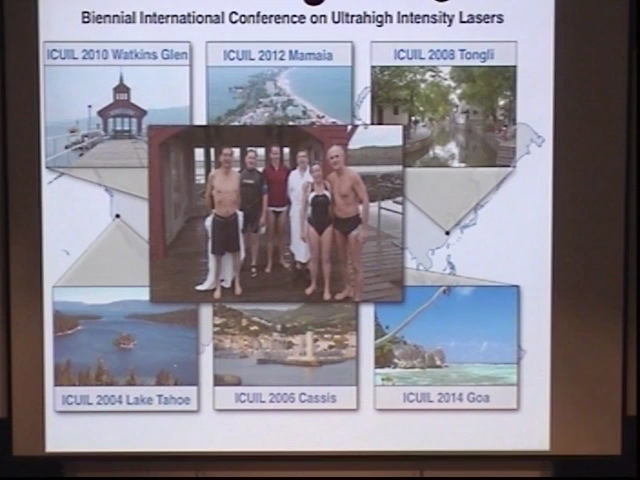 Biennial International Conference on Ultrahigh Intensity Lasers
ICUIL 2010 Watkins Glen
ICUIL 2012 Mamaia
ICUIL 2008 Tongli
ICUIL 2004 Lake Tahoe
ICUIL 2006 Cassis
ICUIL 2014 Goa